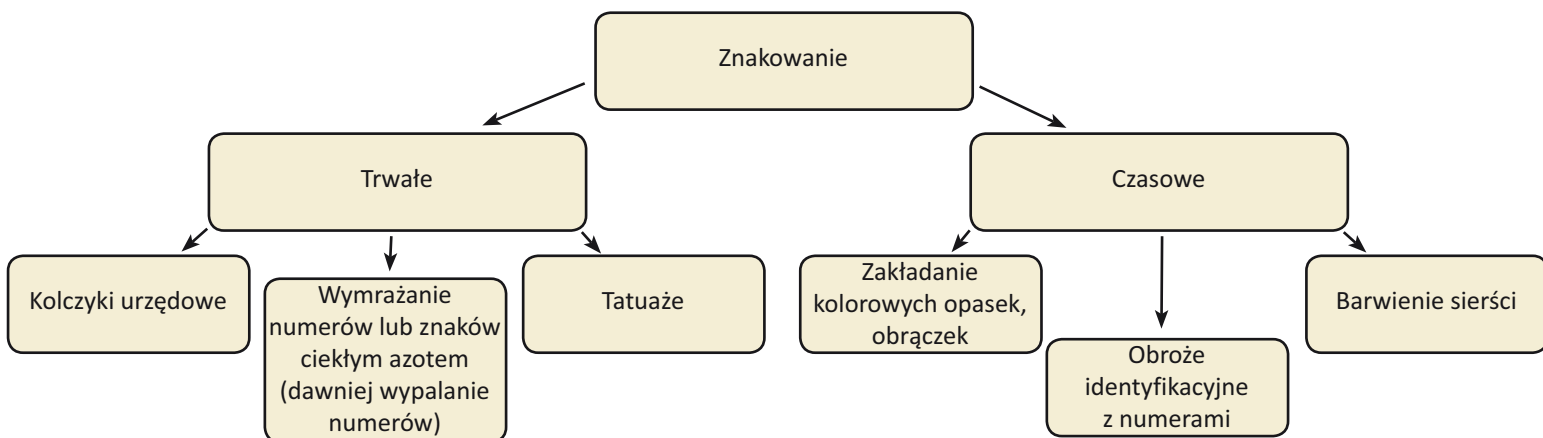 Znakowanie
Trwałe
Czasowe
Kolczyki urzędowe
Wymrażanie
numerów lub znaków
ciekłym azotem
(dawniej wypalanie
numerów)
Tatuaże
Zakładanie
kolorowych opasek,
obrączek
Obroże
identyfikacyjne
z numerami
Barwienie sierści